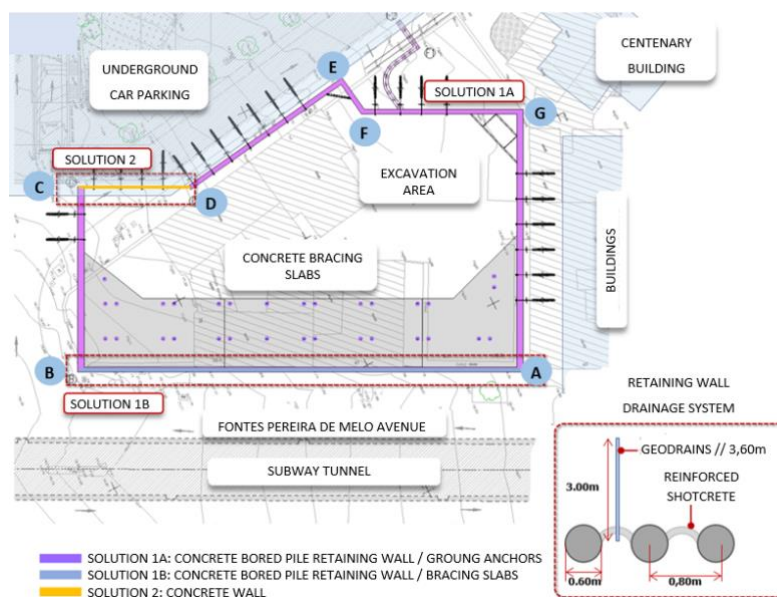 UNDERGROUND
CAR PARKING
E
SOLUTION 1A
CENTENARY
BUILDING
F
G
SOLUTION 2
C
D
EXCAVATION
AREA
CONCRETE BRACING
SLABS
BUILDINGS
B
A
SOLUTION 1B
FONTES PEREIRA DE MELO AVENUE
SUBWAY TUNNEL
RETAINING WALL
DRAINAGE SYSTEM
GEODRAINS // 3,60m
3.00m
REINFORCED
SHOTCRETE
0.60m
0,80m
SOLUTION 1A: CONCRETE BORED PILE RETAINING WALL / GROUNG ANCHORS
SOLUTION 1B: CONCRETE BORED PILE RETAINING WALL / BRACING SLABS
SOLUTION 2: CONCRETE WALL